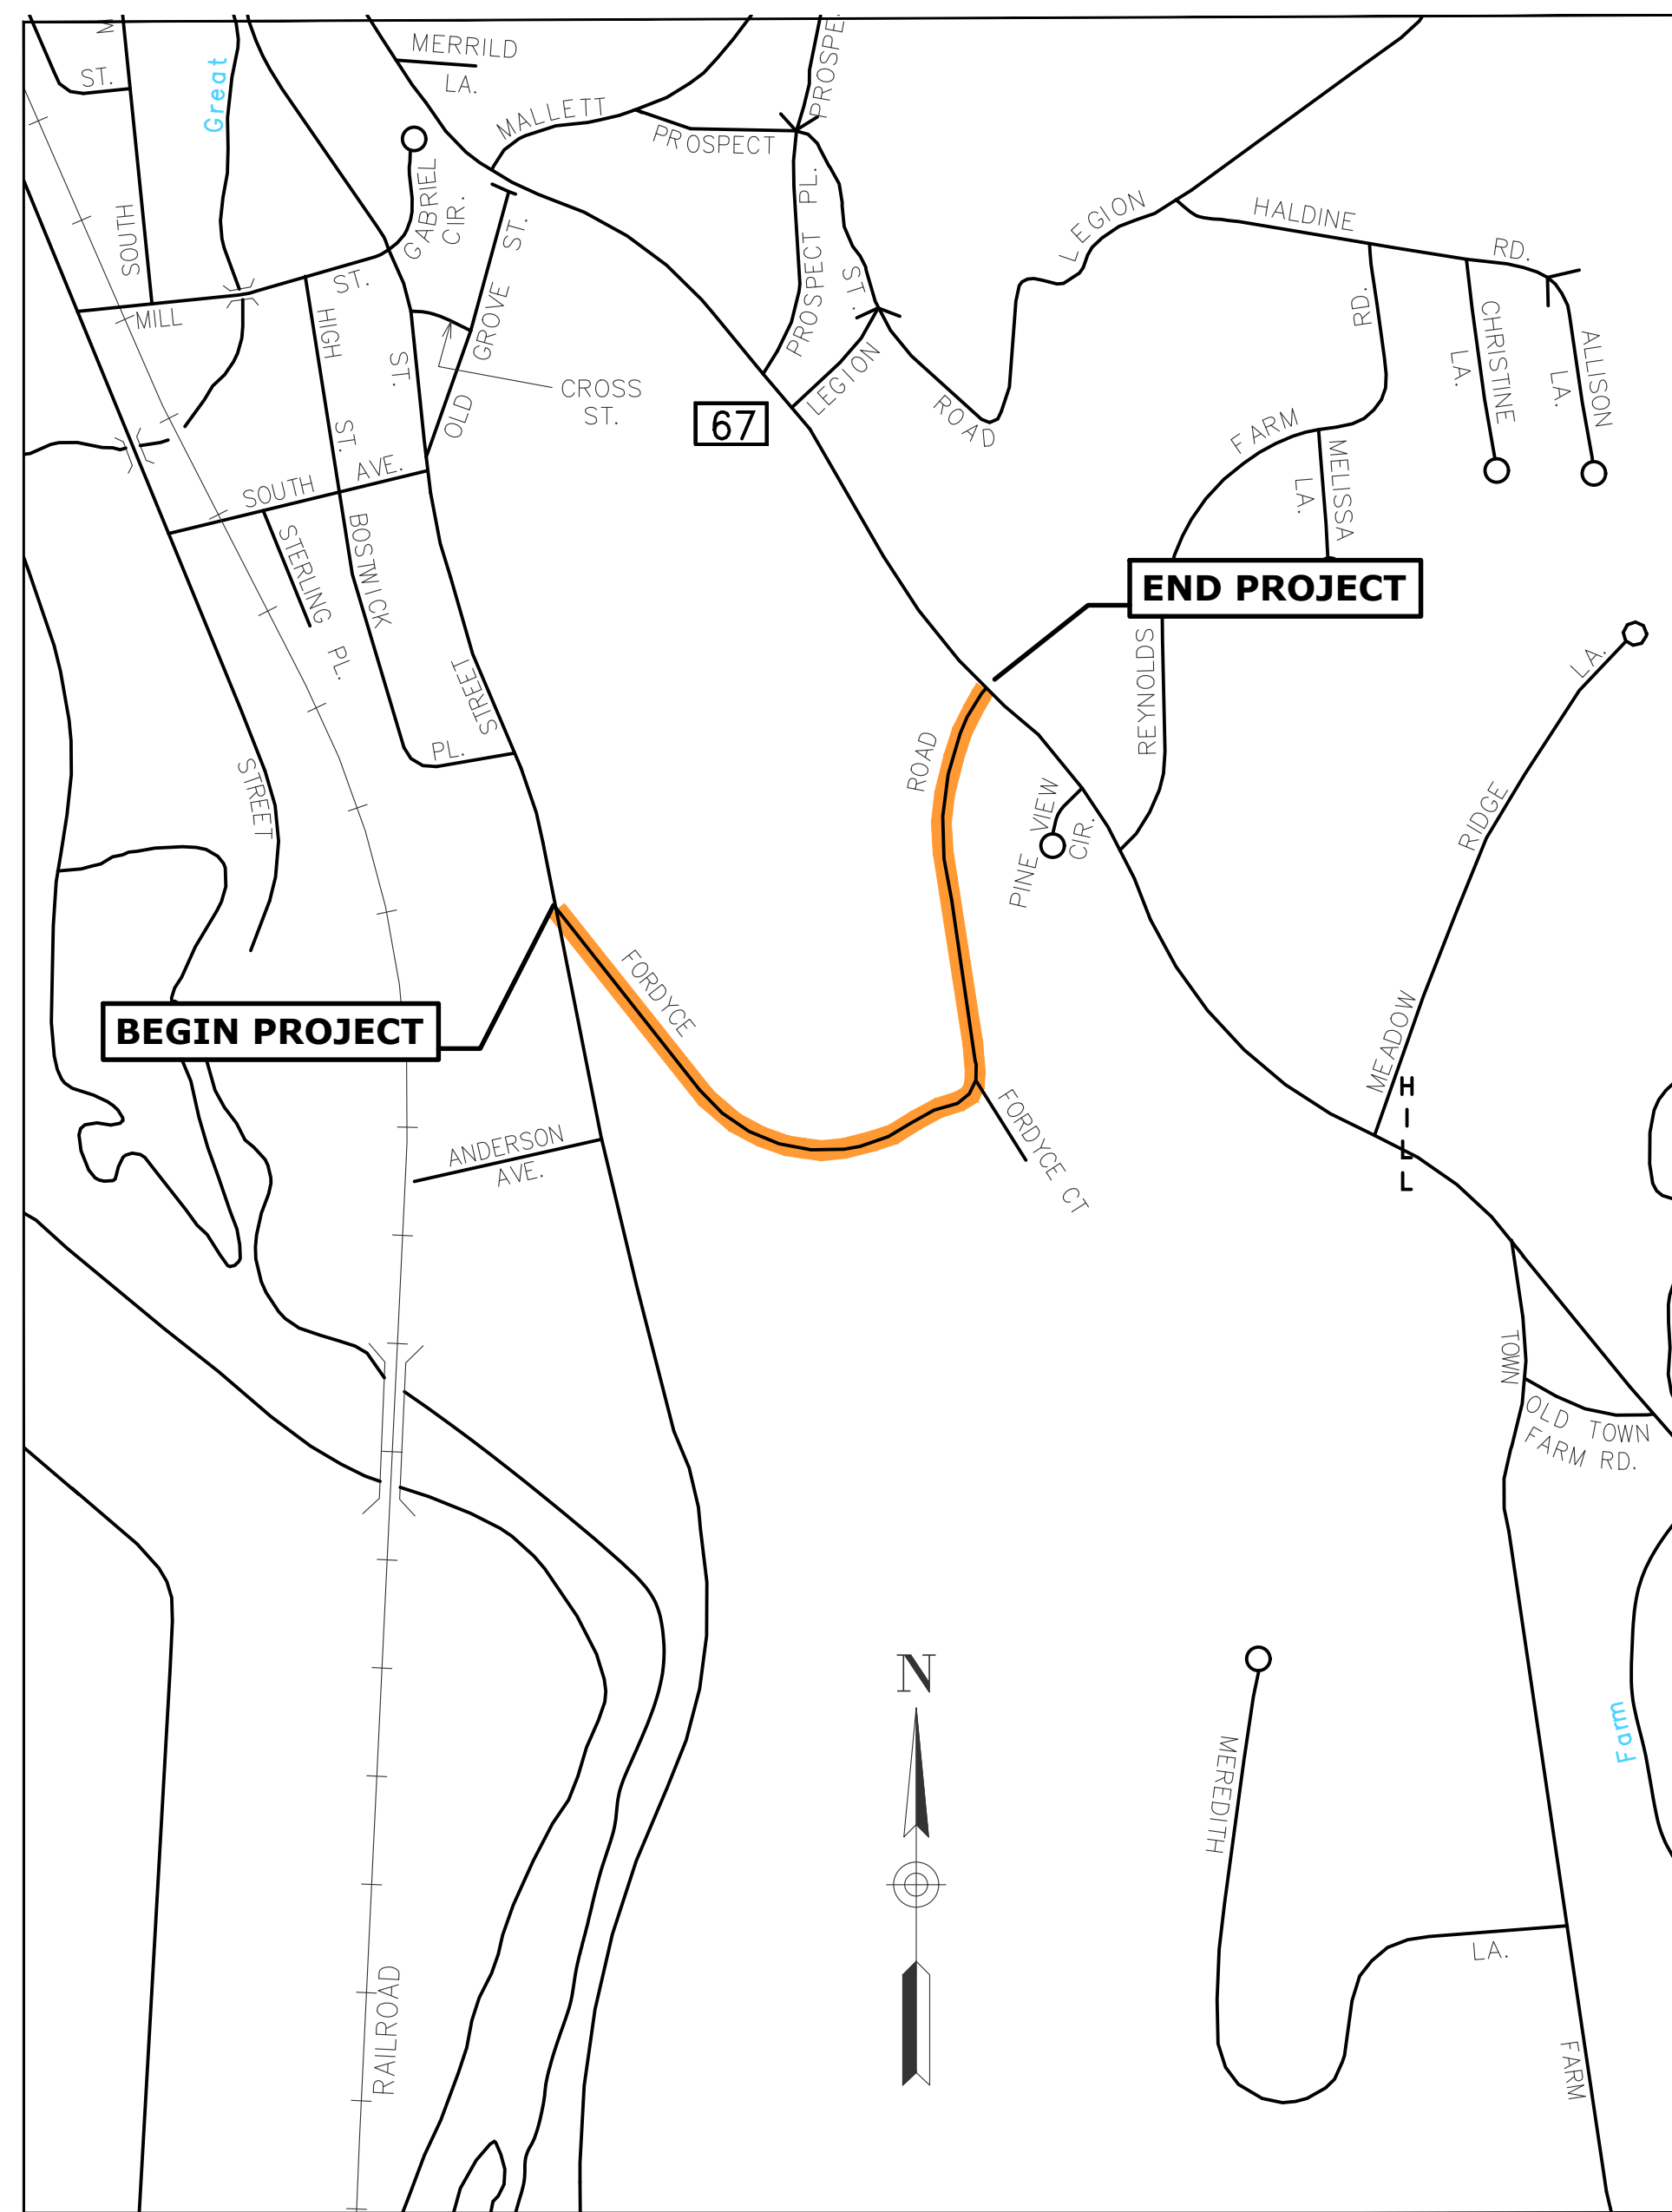 MERRILD
LA.
ST.
Great
MALLETT
PROSPECT
PROSPE
SOUTH
GABRIEL
CIR.
MILL
ST.
HIGH
ST.
ST.
OLD GROVE ST.
CROSS
ST.
PROSPECT PL.
ST.
LEGION
67
LEGION
ROAD
HALDINE
RD.
RD.
CHRISTINE
LA.
ALLISON
LA.
FARM
MELISSA
LA.
SOUTH AVE.
STERLING PL.
BOSTWICK
PL.
STREET
STREET
END PROJECT
REYNOLDS
ROAD
PINE VIEW
CIR.
MEADOW RIDGE LA.
FORDYCE
BEGIN PROJECT
FORDYCE CT
HILL
ANDERSON
AVE.
TOWN
OLD TOWN
FARM RD.
N
Farm
MEREDITH
LA.
RAILROAD
FARM